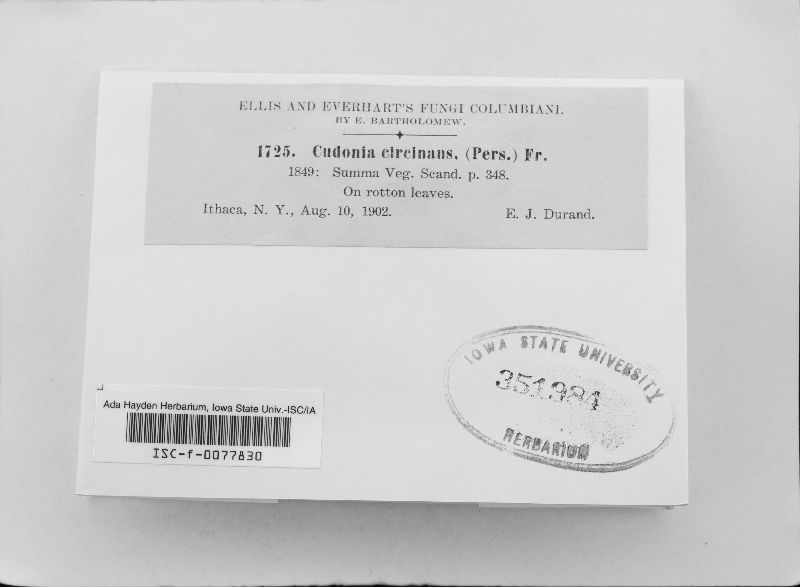 ELLIS AND EVERHART'S FUNGI COLUMBIANI.
BY E. BARTHOLOMEW.
1725. Cudonia circinans. (Pers.) Fr.
1849: Summa Veg. Scand. p. 348.
On rotton leaves.
Ithaca, N. Y., Aug. 10, 1902. E. J. Durand.
IOWA STATE UNIVERSITY
351984
HERBARIUM
Ada Hayden Herbarium, Iowa State Univ.-ISC/IA
ISC-f-0077830